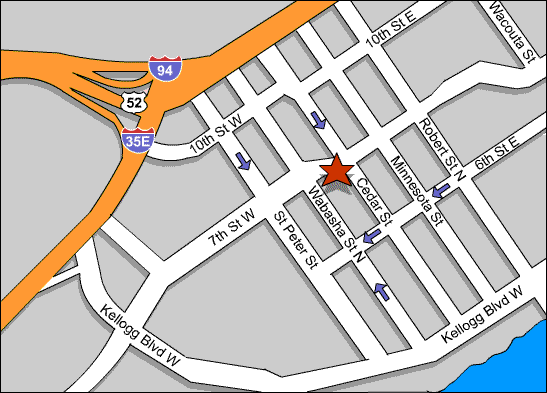 Wacouta St
10th St E
94
52
35E
10th St W
Robert St N
6th St E
Minnesota St
Cedar St
Wabasha St N
St Peter St
7th St W
Kellogg Blvd W
Kellogg Blvd W